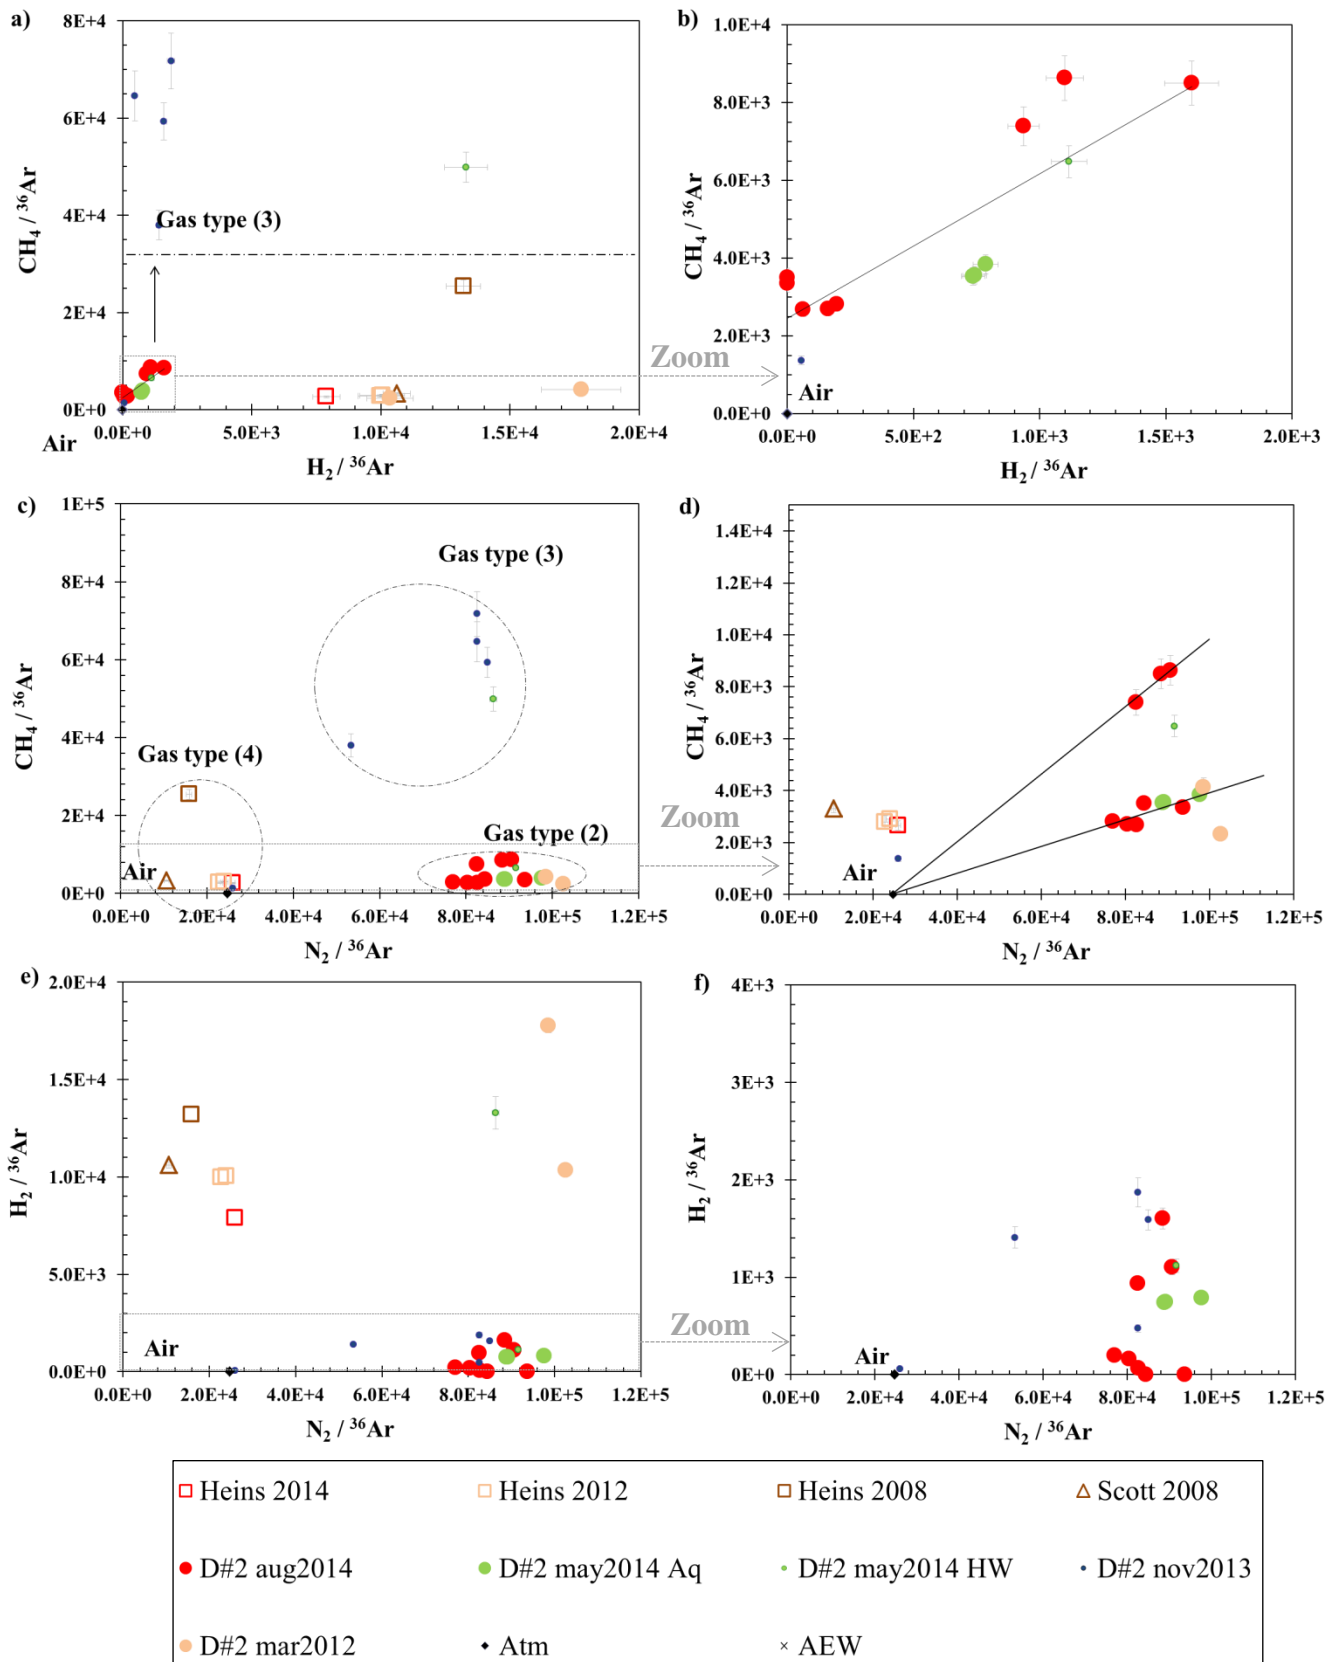 a)
8E+4
6E+4
4E+4
2E+4
0E+0
CH₄ / ³⁶Ar
Gas type (3)
0.E+0 5.E+3 1.E+4 1.E+4 2.E+4
Air
H₂ / ³⁶Ar
Zoom
b)
1.0E+4
8.0E+3
6.0E+3
4.0E+3
2.0E+3
0.0E+0
CH₄ / ³⁶Ar
Air
0.E+0 5.E+2 1.E+3 1.E+3 2.E+3
H₂ / ³⁶Ar
c)
1E+5
8E+4
6E+4
4E+4
2E+4
0E+0
CH₄ / ³⁶Ar
Gas type (3)
Gas type (4)
Gas type (2)
Air
0.0E+0 2.0E+4 4.0E+4 6.0E+4 8.0E+4 1.0E+5 1.2E+5
N₂ / ³⁶Ar
Zoom
d)
1.4E+4
1.2E+4
1.0E+4
8.0E+3
6.0E+3
4.0E+3
2.0E+3
0.0E+0
CH₄ / ³⁶Ar
Air
0.0E+0 2.0E+4 4.0E+4 6.0E+4 8.0E+4 1.0E+5 1.2E+5
N₂ / ³⁶Ar
e)
2.0E+4
1.5E+4
1.0E+4
5.0E+3
0.0E+0
H₂ / ³⁶Ar
Air
0.0E+0 2.0E+4 4.0E+4 6.0E+4 8.0E+4 1.0E+5 1.2E+5
N₂ / ³⁶Ar
Zoom
f)
4E+3
3E+3
2E+3
1E+3
0E+0
H₂ / ³⁶Ar
Air
0.0E+0 2.0E+4 4.0E+4 6.0E+4 8.0E+4 1.0E+5 1.2E+5
N₂ / ³⁶Ar
Heins 2014 Heins 2012 Heins 2008 Scott 2008
D#2 aug2014 D#2 may2014 Aq D#2 may2014 HW D#2 nov2013
D#2 mar2012 Atm AEW